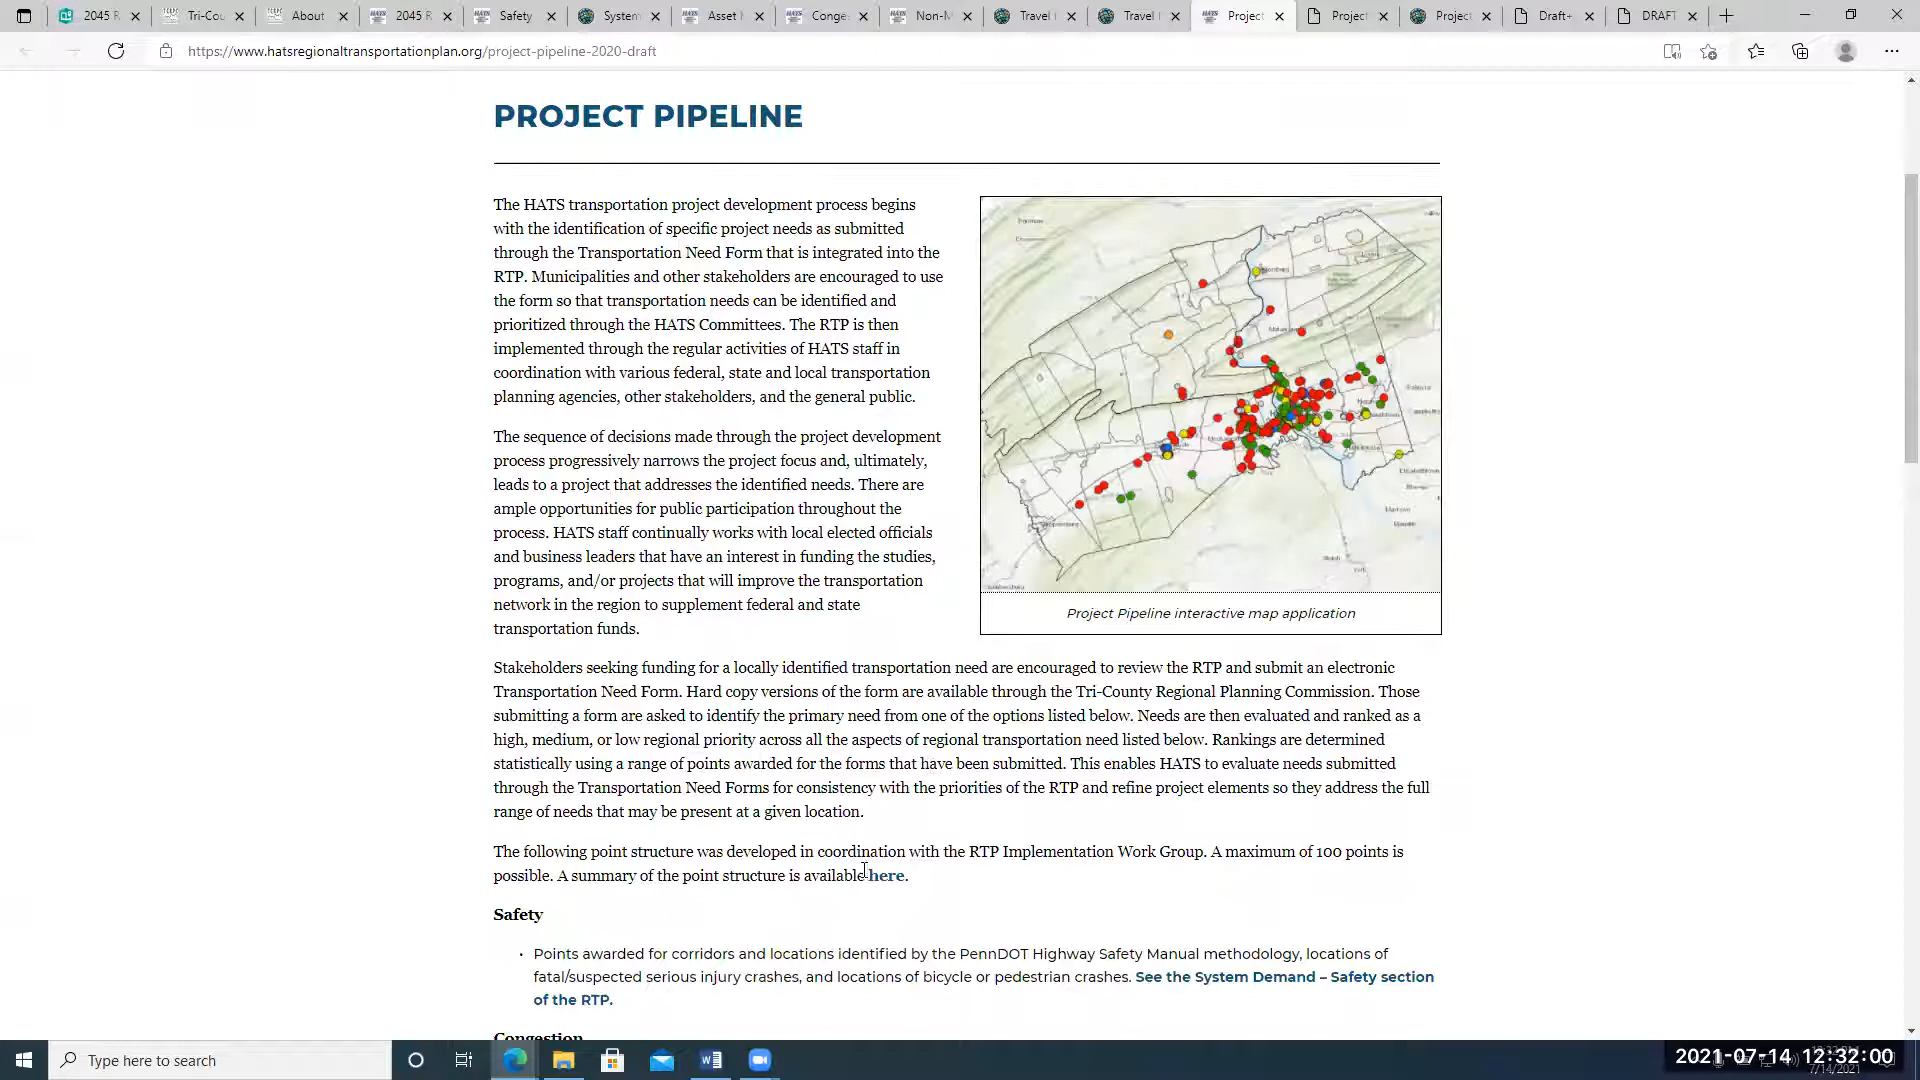 2045 R
Tri-Cou
About
2045 R
Safety
System
Asset
Conge
Non-M
Travel
Travel
Project
Project
Project
Draft+
DRAFT
https://www.hatsregionaltransportationplan.org/project-pipeline-2020-draft
PROJECT PIPELINE
The HATS transportation project development process begins
with the identification of specific project needs as submitted
through the Transportation Need Form that is integrated into the
RTP. Municipalities and other stakeholders are encouraged to use
the form so that transportation needs can be identified and
prioritized through the HATS Committees. The RTP is then
implemented through the regular activities of HATS staff in
coordination with various federal, state and local transportation
planning agencies, other stakeholders, and the general public.
The sequence of decisions made through the project development
process progressively narrows the project focus and, ultimately,
leads to a project that addresses the identified needs. There are
ample opportunities for public participation throughout the
process. HATS staff continually works with local elected officials
and business leaders that have an interest in funding the studies,
programs, and/or projects that will improve the transportation
network in the region to supplement federal and state
transportation funds.
Project Pipeline interactive map application
Stakeholders seeking funding for a locally identified transportation need are encouraged to review the RTP and submit an electronic
Transportation Need Form. Hard copy versions of the form are available through the Tri-County Regional Planning Commission. Those
submitting a form are asked to identify the primary need from one of the options listed below. Needs are then evaluated and ranked as a
high, medium, or low regional priority across all the aspects of regional transportation need listed below. Rankings are determined
statistically using a range of points awarded for the forms that have been submitted. This enables HATS to evaluate needs submitted
through the Transportation Need Forms for consistency with the priorities of the RTP and refine project elements so they address the full
range of needs that may be present at a given location.
The following point structure was developed in coordination with the RTP Implementation Work Group. A maximum of 100 points is
possible. A summary of the point structure is available here.
Safety
• Points awarded for corridors and locations identified by the PennDOT Highway Safety Manual methodology, locations of
fatal/suspected serious injury crashes, and locations of bicycle or pedestrian crashes. See the System Demand – Safety section
of the RTP.
Congestion
Type here to search
2021-07-14 12:32:00
7/14/2021